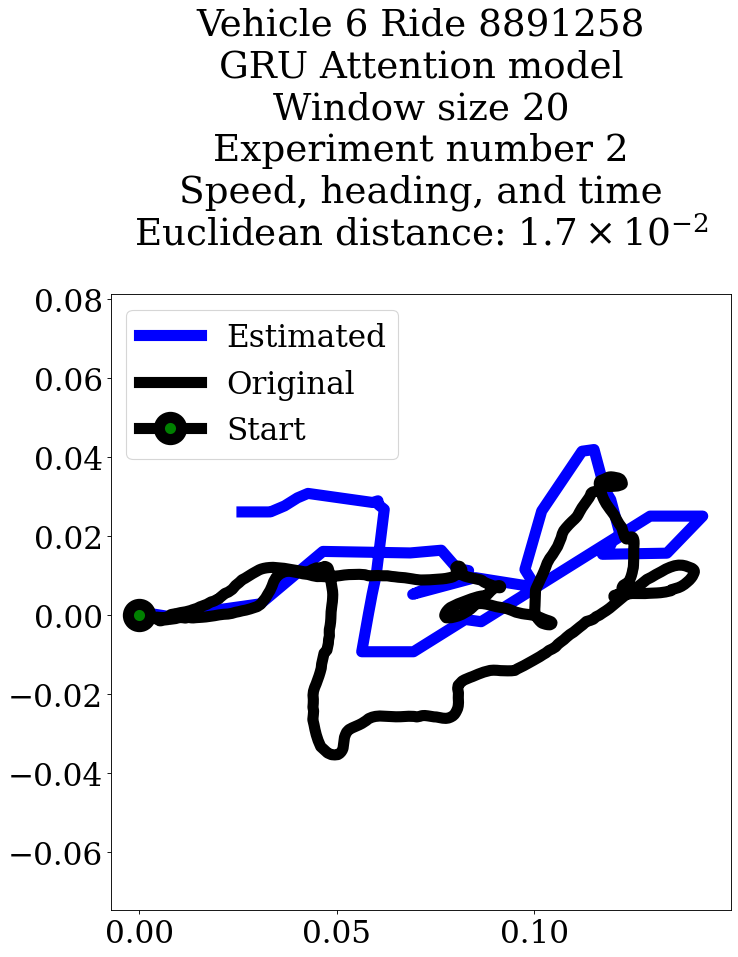 Vehicle 6 Ride 8891258
GRU Attention model
Window size 20
Experiment number 2
Speed, heading, and time
Euclidean distance: 1.7 × 10⁻²
0.08
0.06
0.04
0.02
0.00
−0.02
−0.04
−0.06
Estimated
Original
Start
0.00 0.05 0.10